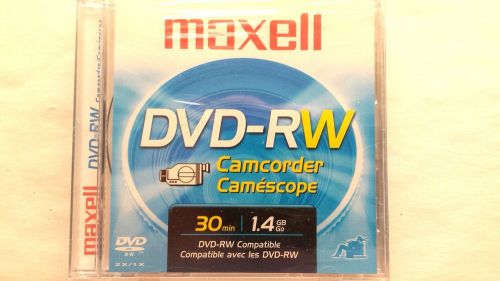 maxell
DVD-RW
Camcorder
Caméscope
30min 1.4 GB Go
DVD-RW Compatible
Compatible avec les DVD-RW
DVD
RW
2X/1X
maxell DVD-RW